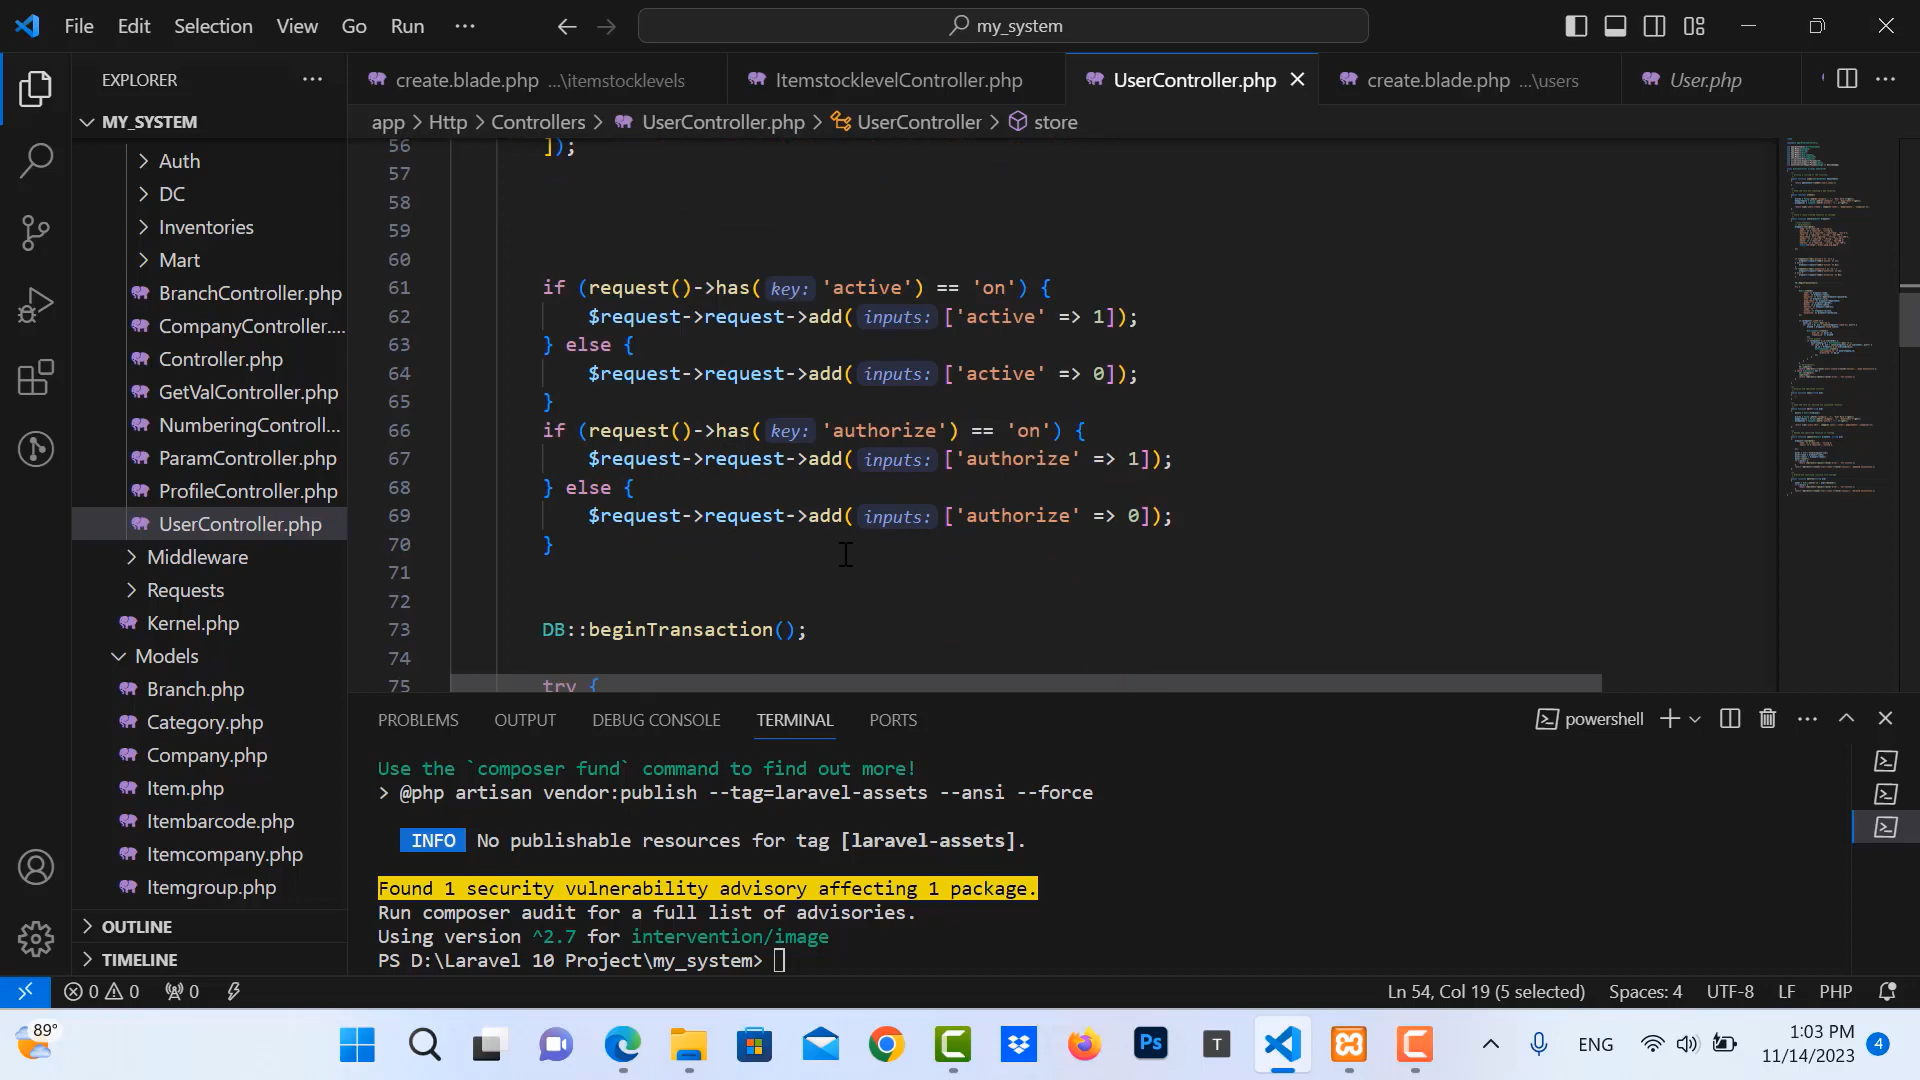 File Edit Selection View Go Run ···
my_system
EXPLORER
create.blade.php ...\itemstocklevels
ItemstocklevelController.php
UserController.php
create.blade.php ...\users
User.php
MY_SYSTEM
app > Http > Controllers > UserController.php > UserController > store
Auth
DC
Inventories
Mart
BranchController.php
CompanyController....
Controller.php
GetValController.php
NumberingControll...
ParamController.php
ProfileController.php
UserController.php
Middleware
Requests
Kernel.php
Models
Branch.php
Category.php
Company.php
Item.php
Itembarcode.php
Itemcompany.php
Itemgroup.php
OUTLINE
TIMELINE
56 ]);
57
58
59
60
61 if (request()->has(key: 'active') == 'on') {
62 $request->request->add(inputs: ['active' => 1]);
63 } else {
64 $request->request->add(inputs: ['active' => 0]);
65 }
66 if (request()->has(key: 'authorize') == 'on') {
67 $request->request->add(inputs: ['authorize' => 1]);
68 } else {
69 $request->request->add(inputs: ['authorize' => 0]);
70 }
71
72
73 DB::beginTransaction();
74
75 try {
PROBLEMS OUTPUT DEBUG CONSOLE TERMINAL PORTS
powershell
Use the `composer fund` command to find out more!
> @php artisan vendor:publish --tag=laravel-assets --ansi --force
INFO No publishable resources for tag [laravel-assets].
Found 1 security vulnerability advisory affecting 1 package.
Run composer audit for a full list of advisories.
Using version ^2.7 for intervention/image
PS D:\Laravel 10 Project\my_system>
0 0 0
Ln 54, Col 19 (5 selected) Spaces: 4 UTF-8 LF PHP
89°
Ps
T
ENG
1:03 PM
11/14/2023
4